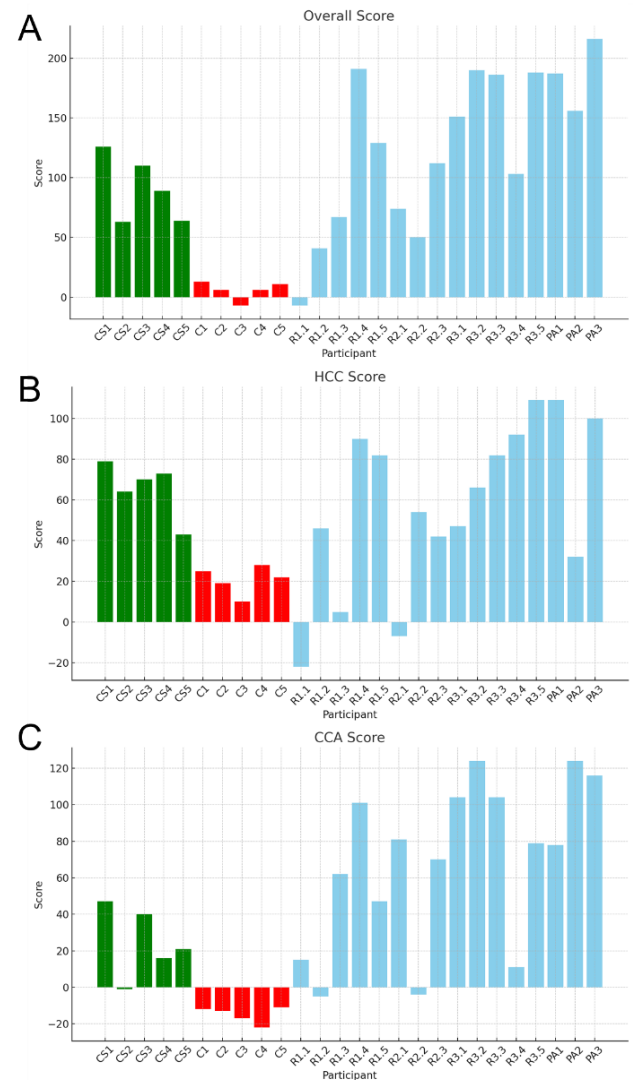 A
Overall Score
200
150
100
50
0
Score
CS1 CS2 CS3 CS4 CS5 C1 C2 C3 C4 C5 R1.1 R1.2 R1.3 R1.4 R1.5 R2.1 R2.2 R2.3 R3.1 R3.2 R3.3 R3.4 R3.5 PA1 PA2 PA3
Participant
B
HCC Score
100
80
60
40
20
0
−20
Score
CS1 CS2 CS3 CS4 CS5 C1 C2 C3 C4 C5 R1.1 R1.2 R1.3 R1.4 R1.5 R2.1 R2.2 R2.3 R3.1 R3.2 R3.3 R3.4 R3.5 PA1 PA2 PA3
Participant
C
CCA Score
120
100
80
60
40
20
0
−20
Score
CS1 CS2 CS3 CS4 CS5 C1 C2 C3 C4 C5 R1.1 R1.2 R1.3 R1.4 R1.5 R2.1 R2.2 R2.3 R3.1 R3.2 R3.3 R3.4 R3.5 PA1 PA2 PA3
Participant